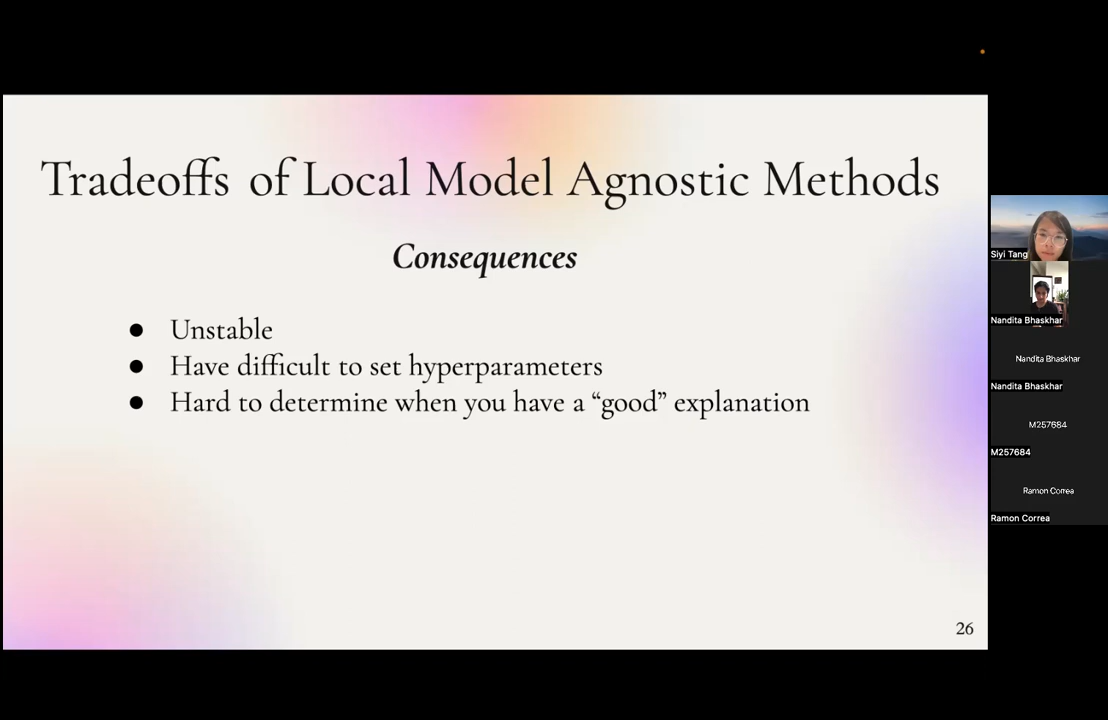 Tradeoffs of Local Model Agnostic Methods
Consequences
● Unstable
● Have difficult to set hyperparameters
● Hard to determine when you have a “good” explanation
26
Siyi Tang
Nandita Bhaskhar
Nandita Bhaskhar
Nandita Bhaskhar
M257684
M257684
Ramon Correa
Ramon Correa